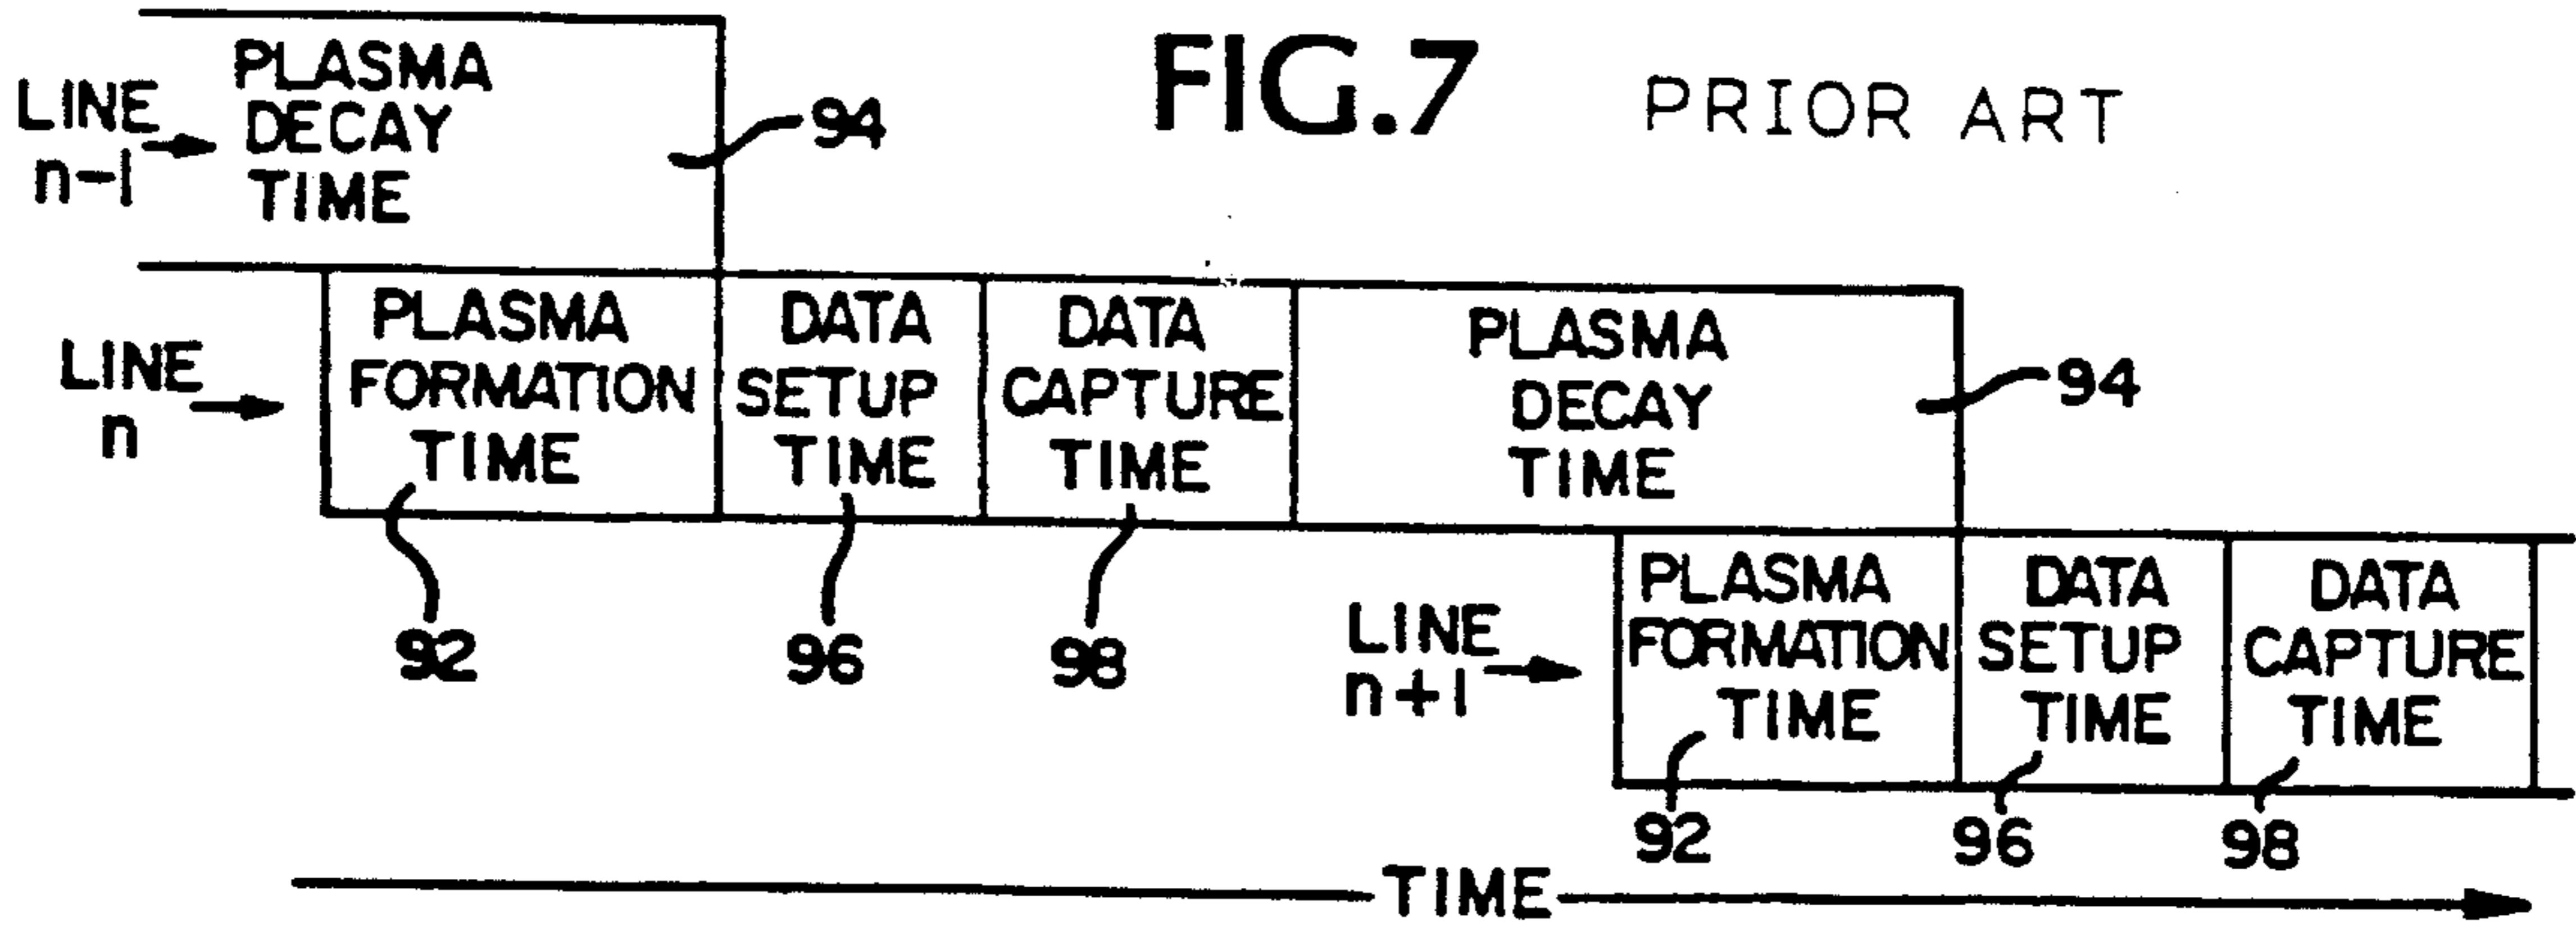 FIG.7 PRIOR ART
LINE
n-1
PLASMA
DECAY
TIME
94
LINE
n
PLASMA
FORMATION
TIME
92
DATA
SETUP
TIME
96
DATA
CAPTURE
TIME
98
PLASMA
DECAY
TIME
94
LINE
n+1
PLASMA
FORMATION
TIME
92
DATA
SETUP
TIME
96
DATA
CAPTURE
TIME
98
TIME